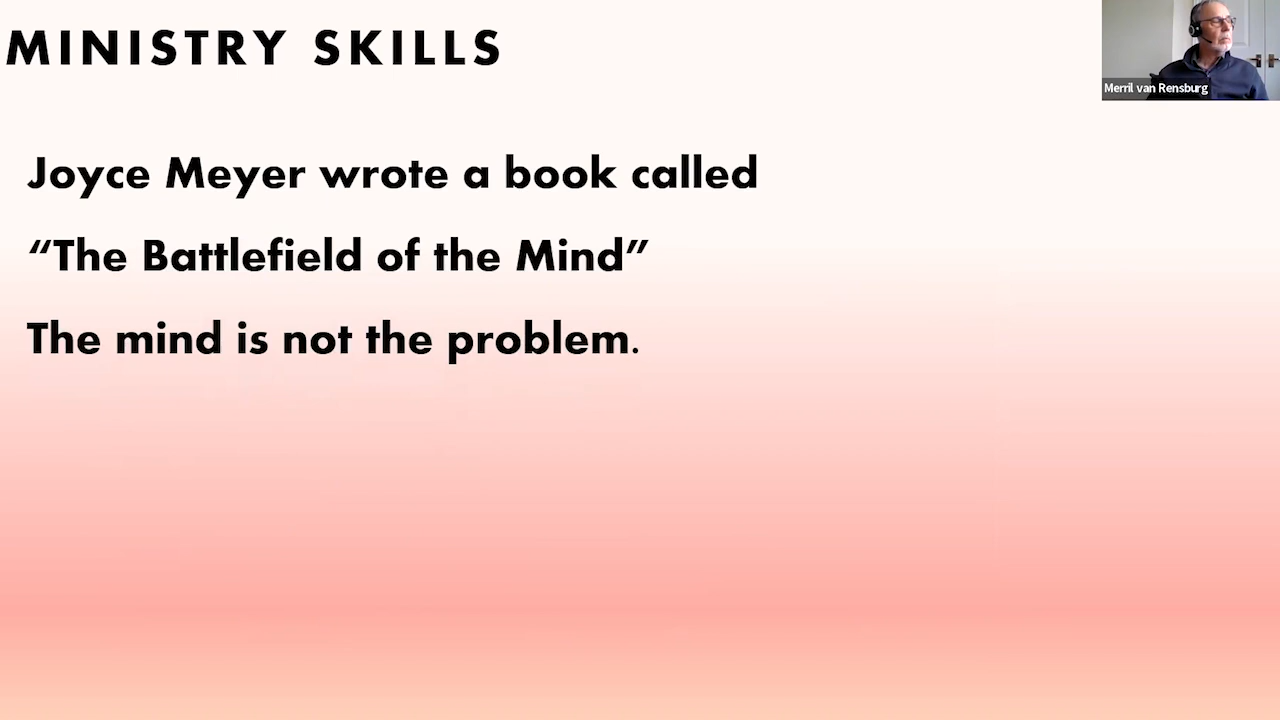 MINISTRY SKILLS
Merril van Rensburg
Joyce Meyer wrote a book called
“The Battlefield of the Mind”
The mind is not the problem.